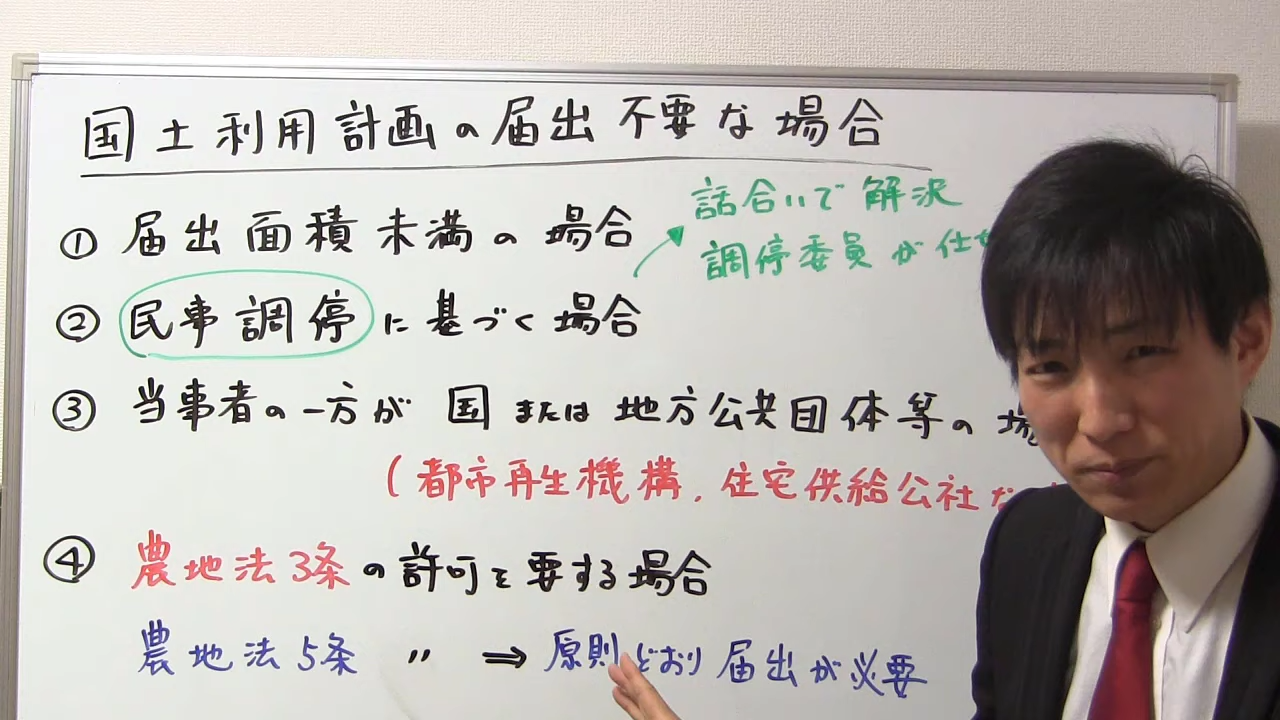 国土利用計画の届出不要な場合
① 届出面積未満の場合
話合いで解決
調停委員が仕
② 民事調停に基づく場合
③ 当事者の一方が 国または地方公共団体等の場
(都市再生機構, 住宅供給公社な
④ 農地法3条の許可を要する場合
農地法5条 〃 ⇒ 原則どおり届出が必要